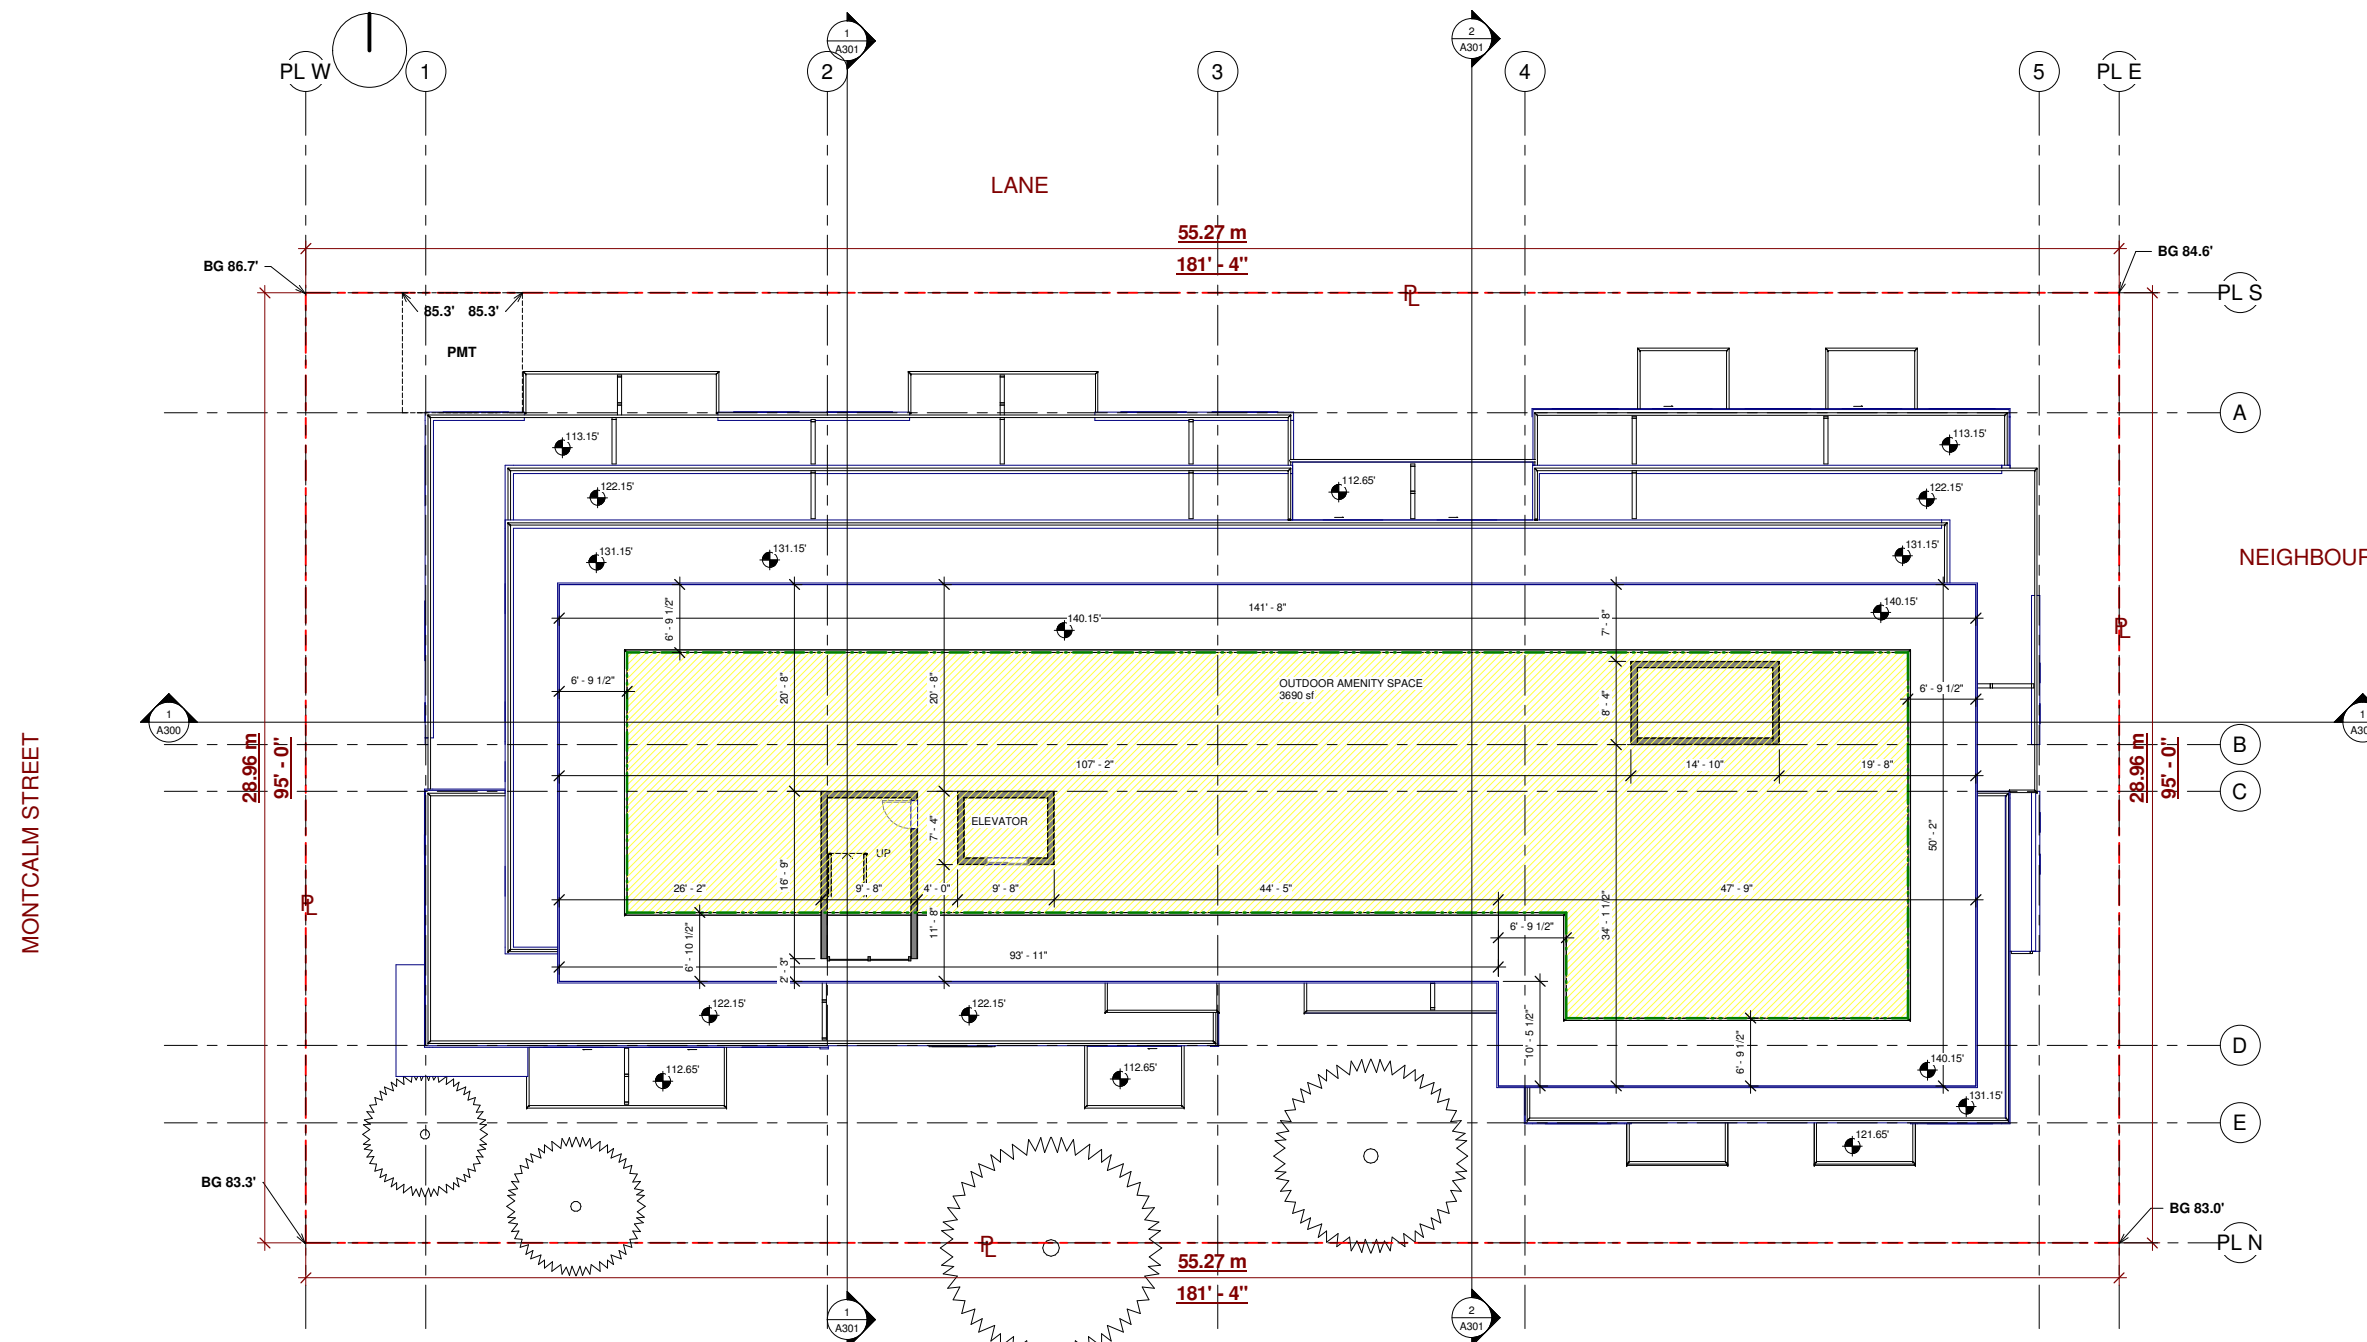 1
A301
2
A301
PL W
1
2
3
4
5
PL E
LANE
55.27 m
181' - 4"
BG 86.7'
BG 84.6'
PL
PL S
85.3' 85.3'
PMT
A
113.15'
113.15'
122.15'
112.65'
122.15'
131.15'
131.15'
131.15'
NEIGHBOUR
6' - 9 1/2"
141' - 8"
7' - 8"
140.15'
140.15'
PL
6' - 9 1/2"
20' - 8"
20' - 8"
OUTDOOR AMENITY SPACE
3690 sf
8' - 4"
6' - 9 1/2"
1
A300
1
A30
B
28.96 m
95' - 0"
107' - 2"
14' - 10"
19' - 8"
28.96 m
95' - 0"
C
MONTCALM STREET
ELEVATOR
7' - 4"
50' - 2"
UP
16' - 9"
26' - 2"
9' - 8"
4' - 0"
9' - 8"
44' - 5"
47' - 9"
PL
11' - 8"
34' - 1 1/2"
6' - 9 1/2"
6' - 10 1/2"
93' - 11"
2' - 3"
122.15'
122.15'
10' - 5 1/2"
6' - 9 1/2"
D
140.15'
112.65'
112.65'
131.15'
E
121.65'
BG 83.3'
BG 83.0'
PL
PL N
55.27 m
181' - 4"
1
A301
2
A301